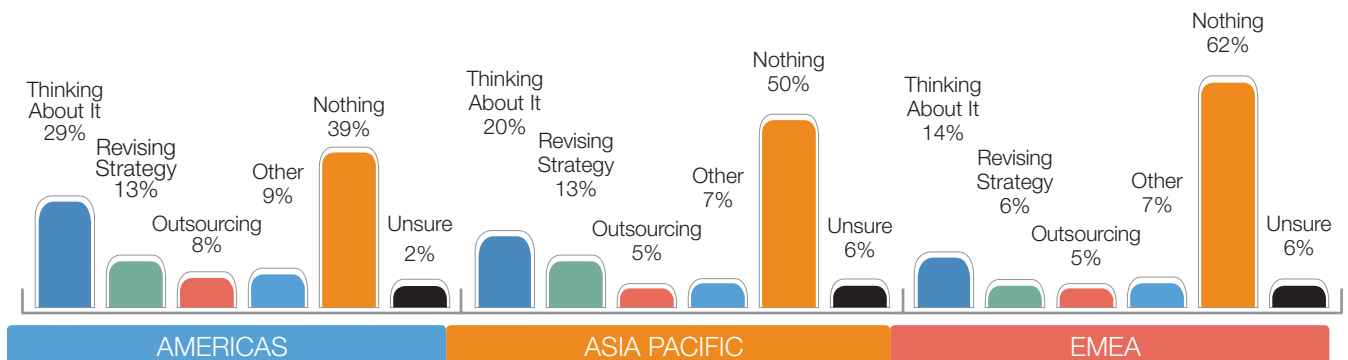 Thinking
About It
29%
Revising
Strategy
13%
Outsourcing
8%
Other
9%
Nothing
39%
Unsure
2%
AMERICAS
Thinking
About It
20%
Revising
Strategy
13%
Outsourcing
5%
Other
7%
Nothing
50%
Unsure
6%
ASIA PACIFIC
Thinking
About It
14%
Revising
Strategy
6%
Outsourcing
5%
Other
7%
Nothing
62%
Unsure
6%
EMEA